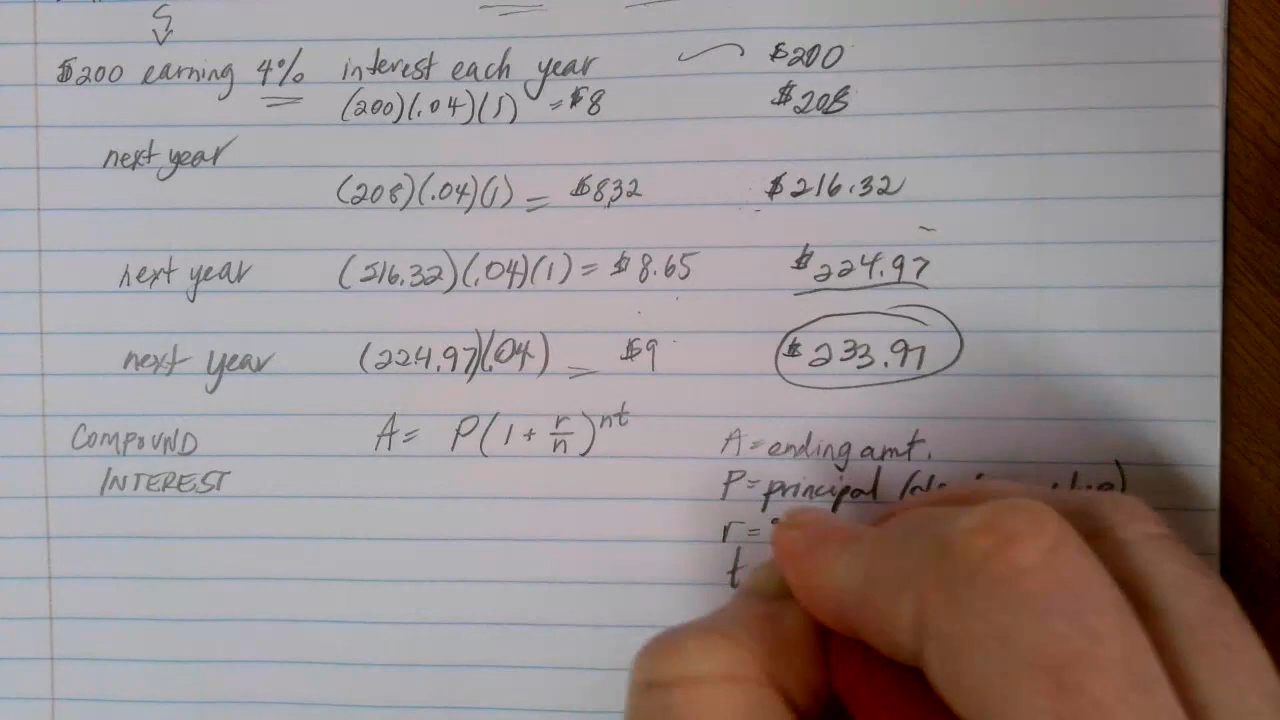 $200 earning 4% interest each year $200
(200)(.04)(1) = $8 $208
next year
(208)(.04)(1) = $8.32 $216.32
next year (216.32)(.04)(1) = $8.65 $224.97
next year (224.97)(.04) = $9 $233.97
COMPOUND A = P(1 + r/n)^nt A = ending amt.
INTEREST P = principal
r =
t